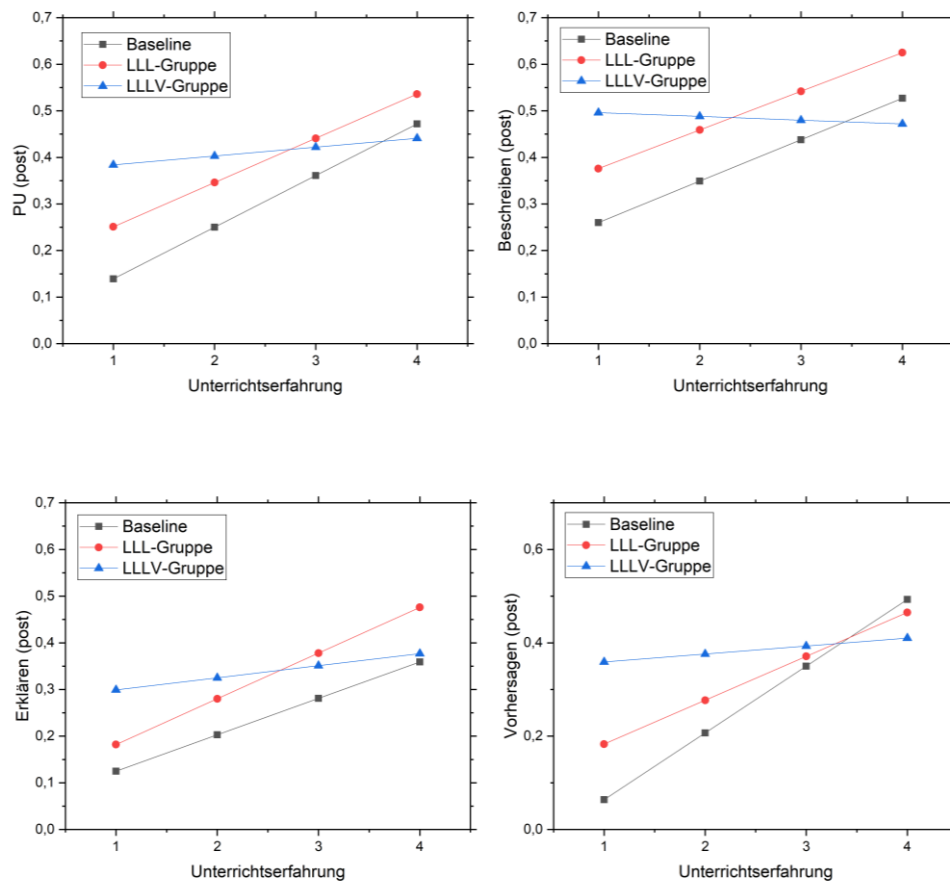 0,7
0,6
0,5
0,4
0,3
0,2
0,1
0,0
PU (post)
Baseline
LLL-Gruppe
LLLV-Gruppe
1 2 3 4
Unterrichtserfahrung
0,7
0,6
0,5
0,4
0,3
0,2
0,1
0,0
Beschreiben (post)
Baseline
LLL-Gruppe
LLLV-Gruppe
1 2 3 4
Unterrichtserfahrung
0,7
0,6
0,5
0,4
0,3
0,2
0,1
0,0
Erklären (post)
Baseline
LLL-Gruppe
LLLV-Gruppe
1 2 3 4
Unterrichtserfahrung
0,6
0,4
0,2
0,0
Vorhersagen (post)
Baseline
LLL-Gruppe
LLLV-Gruppe
1 2 3 4
Unterrichtserfahrung